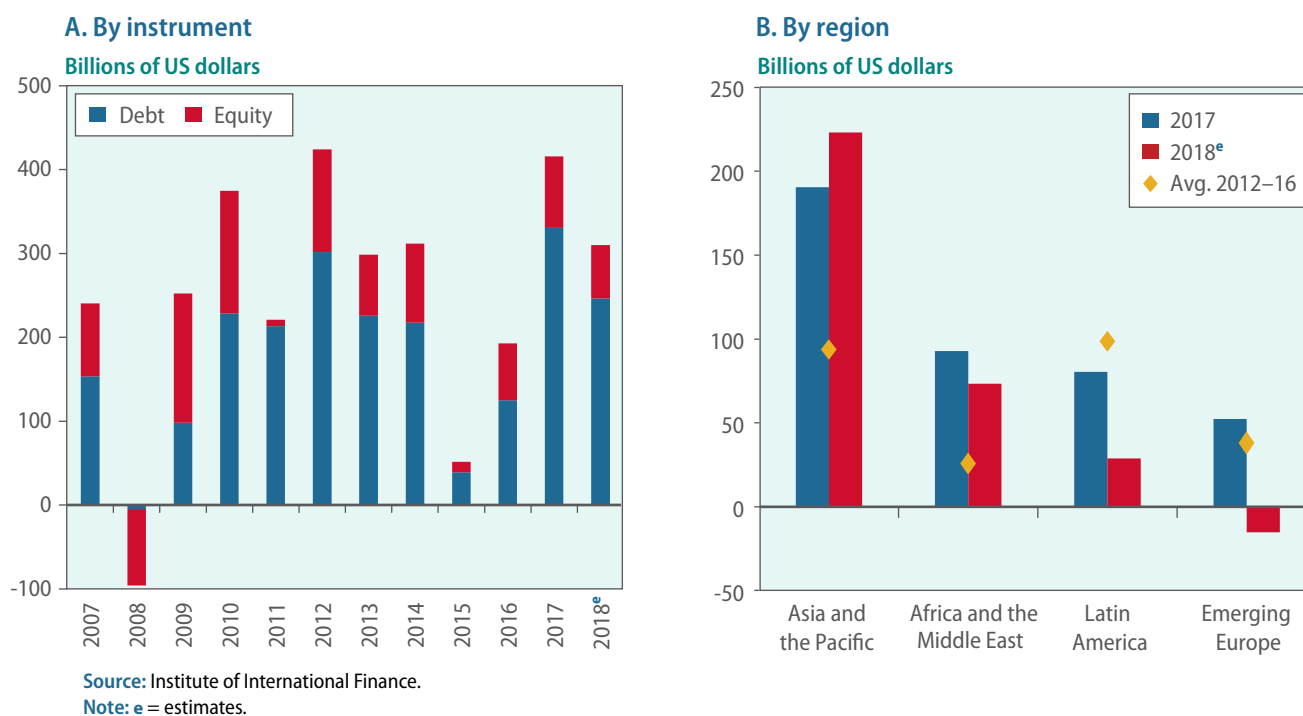 A. By instrument
Billions of US dollars
500
400
300
200
100
0
-100
Debt Equity
2007
2008
2009
2010
2011
2012
2013
2014
2015
2016
2017
2018e
Source: Institute of International Finance.
Note: e = estimates.
B. By region
Billions of US dollars
250
200
150
100
50
0
-50
2017
2018e
Avg. 2012–16
Asia and
the Pacific
Africa and the
Middle East
Latin
America
Emerging
Europe